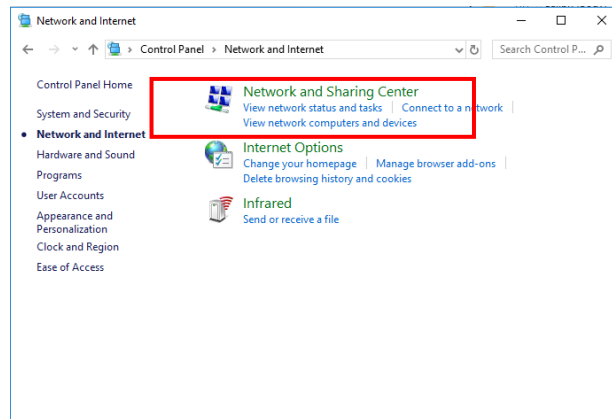 Network and Internet
Control Panel > Network and Internet
Search Control P...
Control Panel Home
System and Security
Network and Internet
Hardware and Sound
Programs
User Accounts
Appearance and
Personalization
Clock and Region
Ease of Access
Network and Sharing Center
View network status and tasks | Connect to a network |
View network computers and devices
Internet Options
Change your homepage | Manage browser add-ons |
Delete browsing history and cookies
Infrared
Send or receive a file